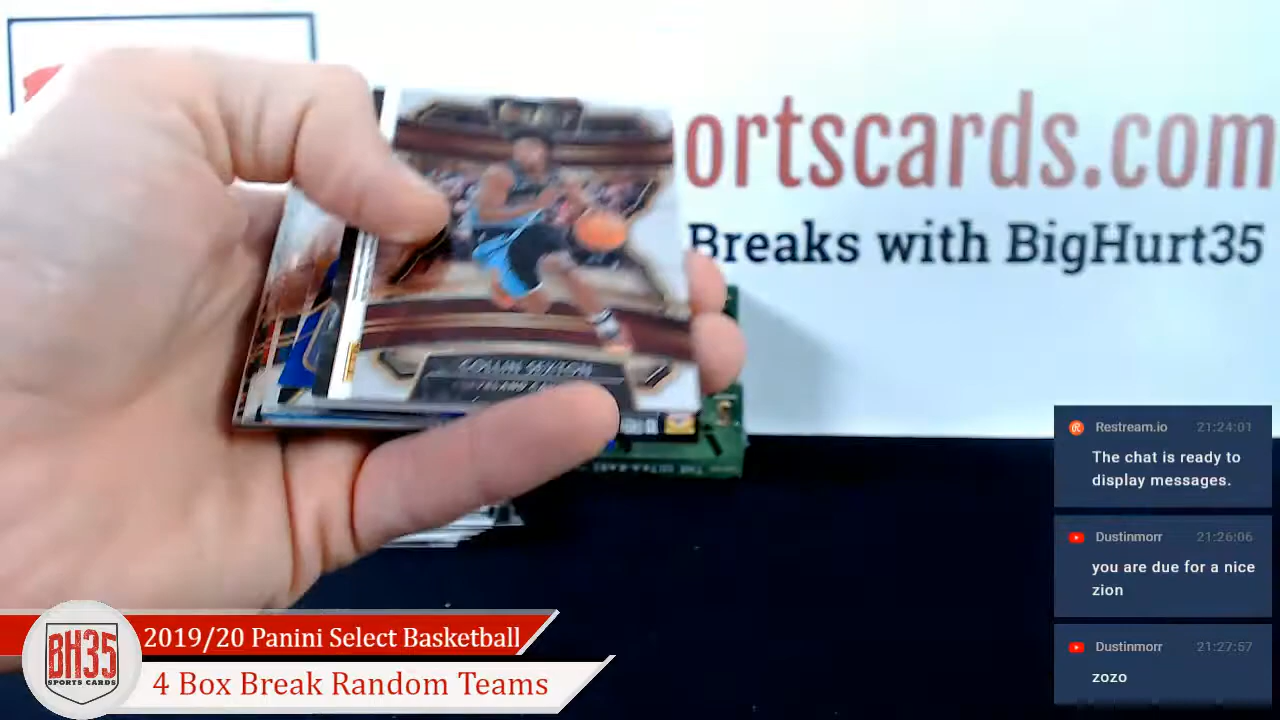 ortscards.com
Breaks with BigHurt35
COLLIN SEXTON
Restream.io 21:24:01
The chat is ready to
display messages.
Dustinmorr 21:26:06
you are due for a nice
zion
Dustinmorr 21:27:57
zozo
BH35
SPORTS CARDS
2019/20 Panini Select Basketball
4 Box Break Random Teams